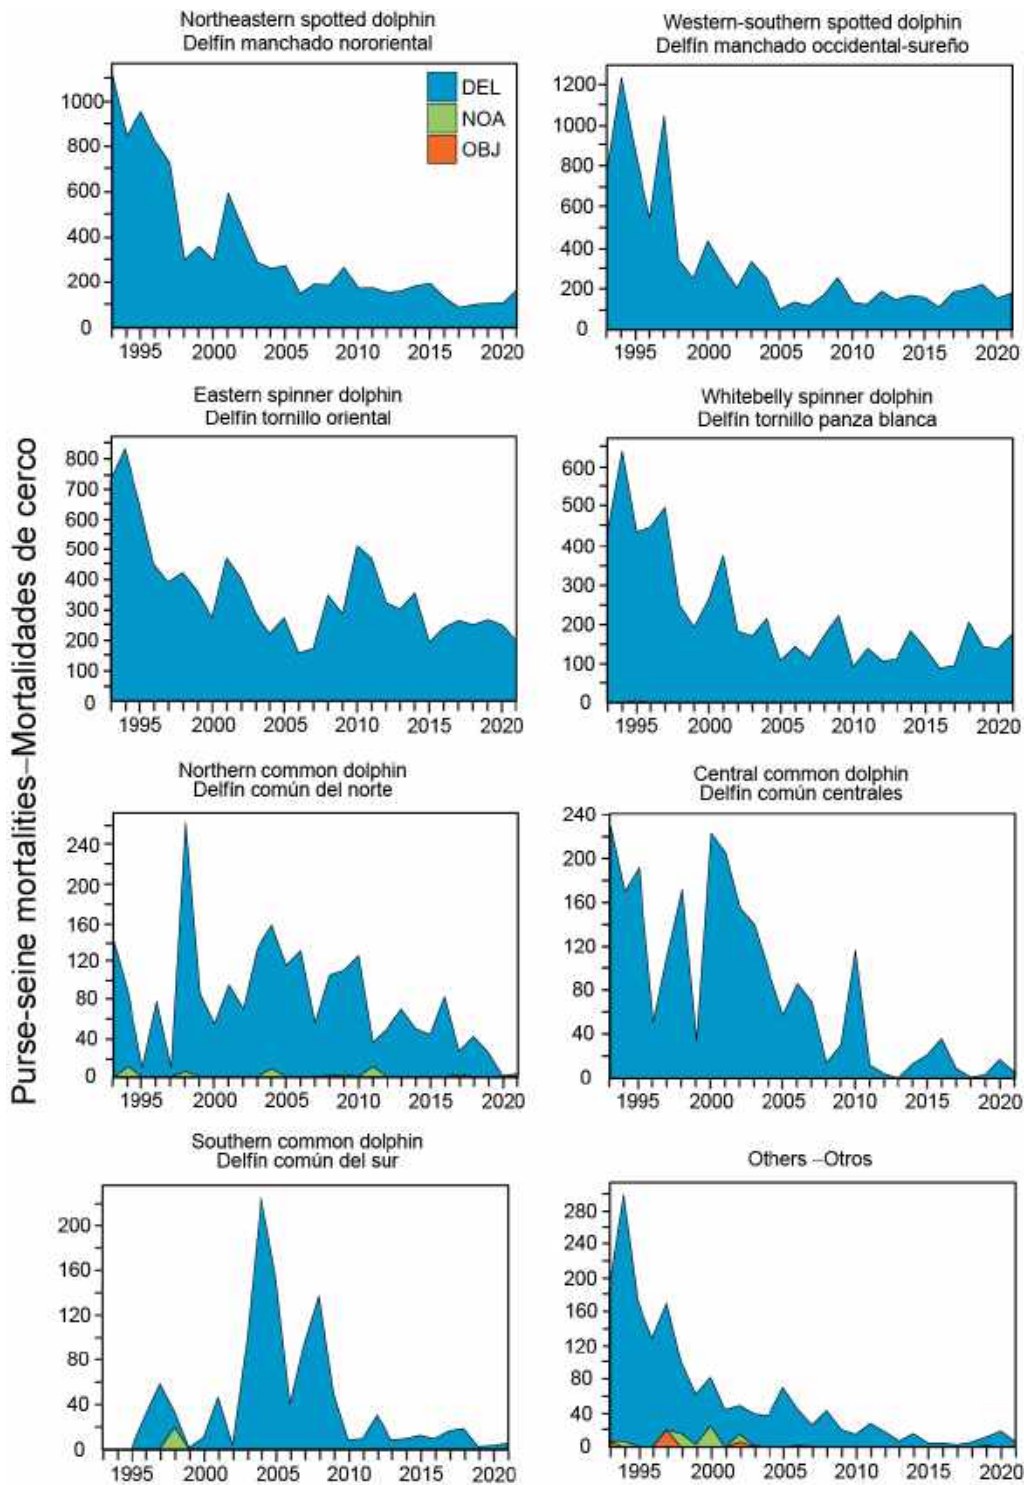 Purse-seine mortalities–Mortalidades de cerco
Northeastern spotted dolphin
Delfín manchado nororiental
DEL
NOA
OBJ
1000
800
600
400
200
0
1995 2000 2005 2010 2015 2020
Western-southern spotted dolphin
Delfín manchado occidental-sureño
1200
1000
800
600
400
200
0
1995 2000 2005 2010 2015 2020
Eastern spinner dolphin
Delfín tornillo oriental
800
700
600
500
400
300
200
100
0
1995 2000 2005 2010 2015 2020
Whitebelly spinner dolphin
Delfín tornillo panza blanca
600
500
400
300
200
100
0
1995 2000 2005 2010 2015 2020
Northern common dolphin
Delfín común del norte
240
200
160
120
80
40
0
1995 2000 2005 2010 2015 2020
Central common dolphin
Delfín común centrales
240
200
160
120
80
40
0
1995 2000 2005 2010 2015 2020
Southern common dolphin
Delfín común del sur
200
160
120
80
40
0
1995 2000 2005 2010 2015 2020
Others –Otros
280
240
200
160
120
80
40
0
1995 2000 2005 2010 2015 2020